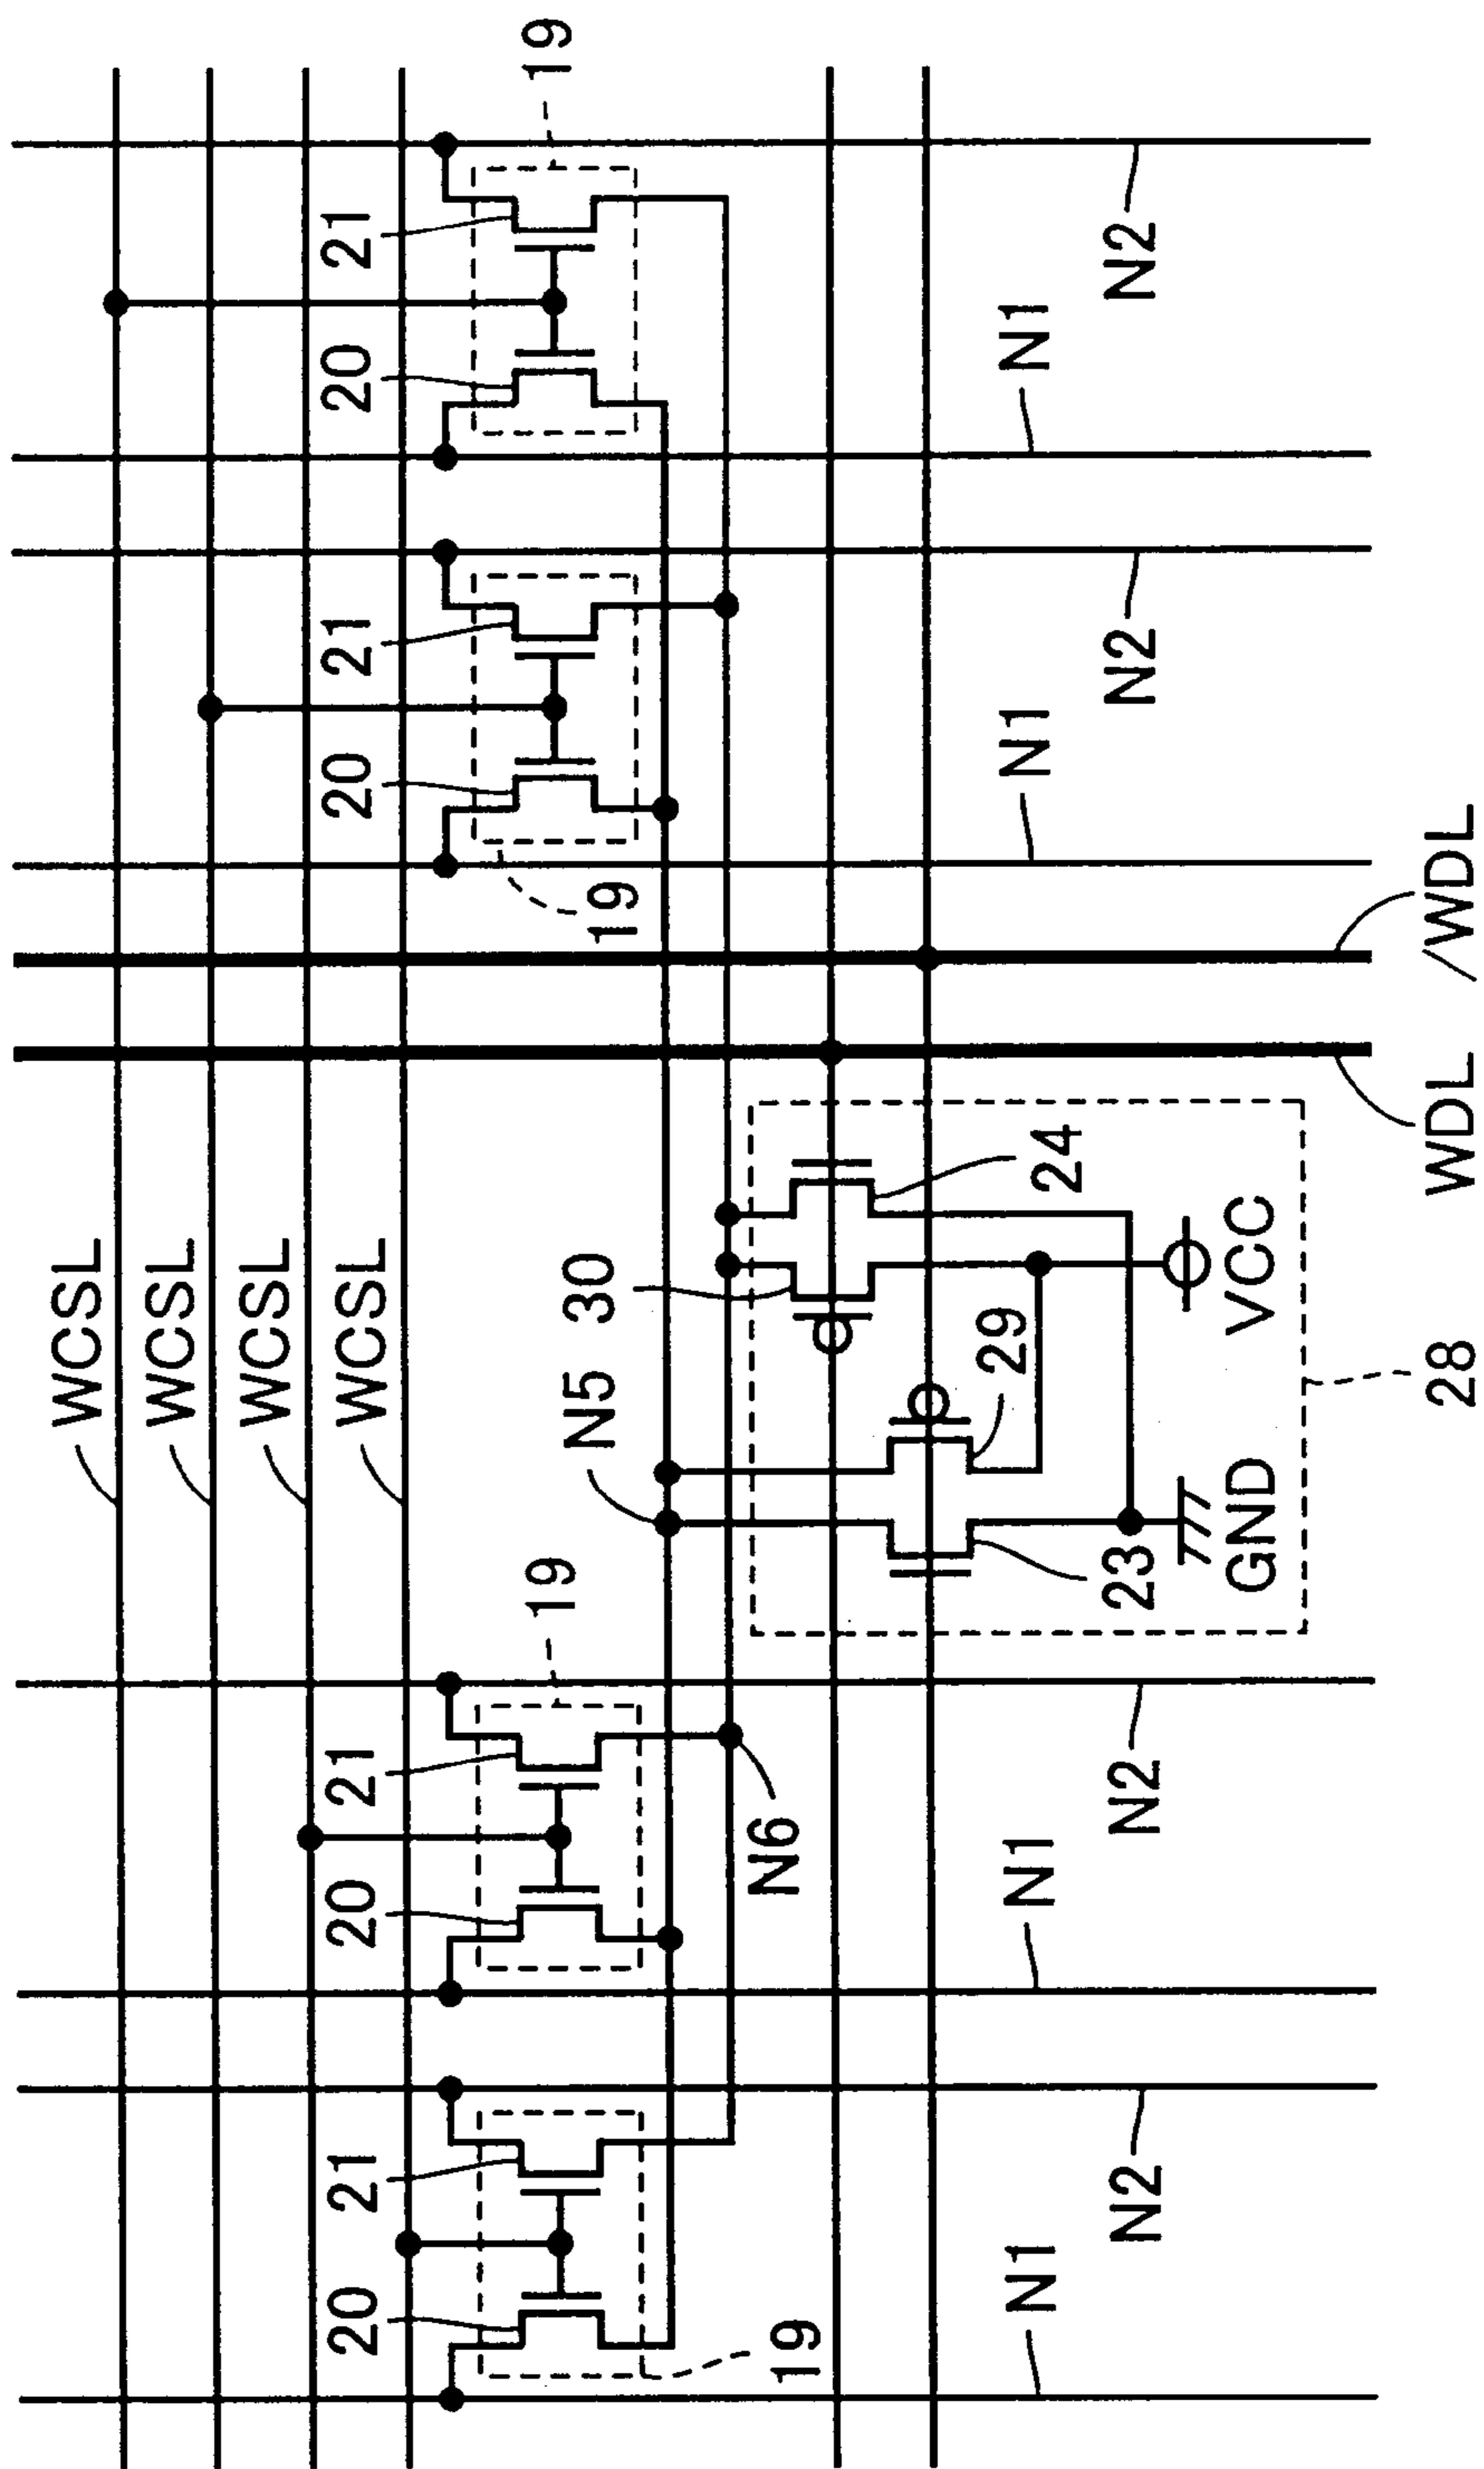 WCSL
WCSL
WCSL
WCSL
20 21 20 21 20 21 20 21
19 19
N5 30 19
19 N6
29
N1 N1 N1 N1
24
N2 N2 23 N2 N2
GND VCC
28 WDL /WDL